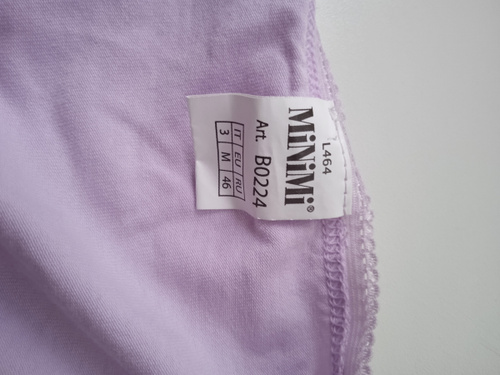 L464
MiNiMi®
Art. B0224
IT EU RU
3 M 46